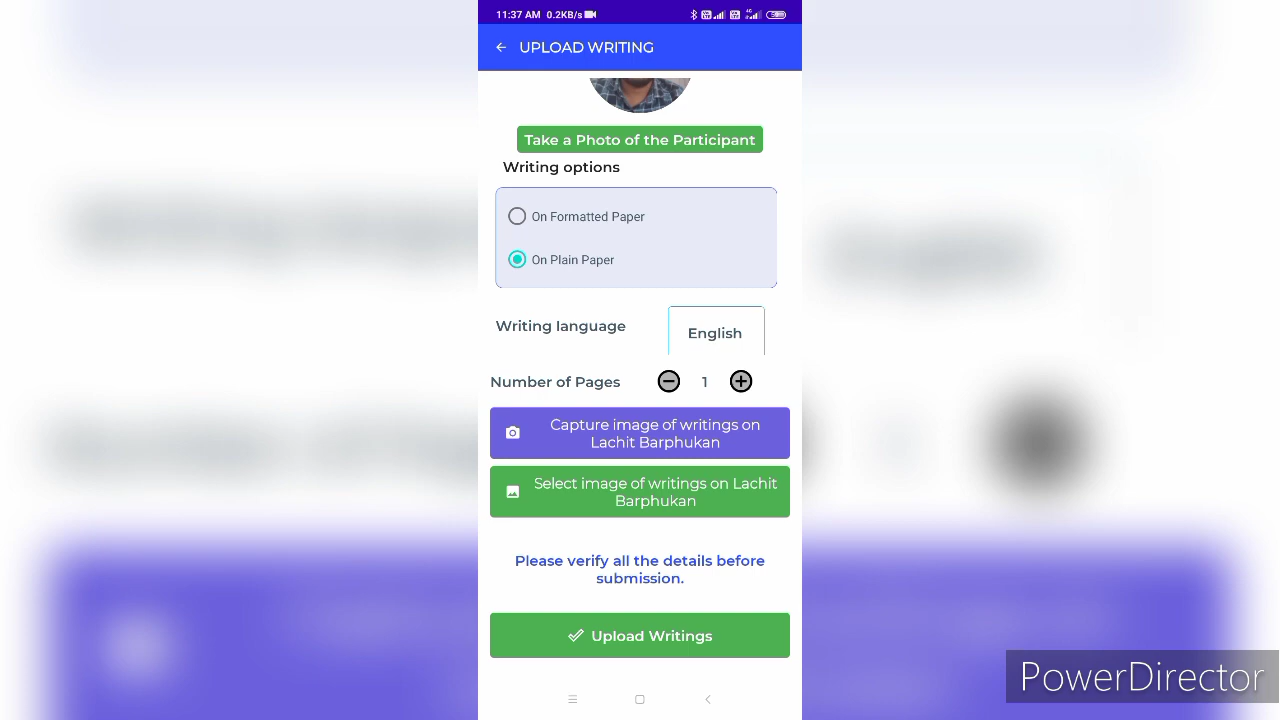 11:37 AM 0.2KB/s
UPLOAD WRITING
Take a Photo of the Participant
Writing options
On Formatted Paper
On Plain Paper
Writing language
English
Number of Pages
1
Capture image of writings on
Lachit Barphukan
Select image of writings on Lachit
Barphukan
Please verify all the details before
submission.
Upload Writings
PowerDirector